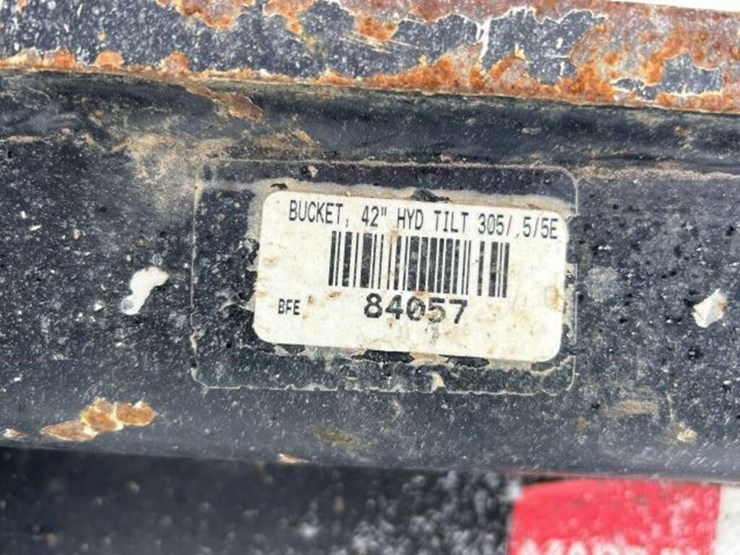 BUCKET, 42" HYD TILT 305/.5/5E
BFE 84057